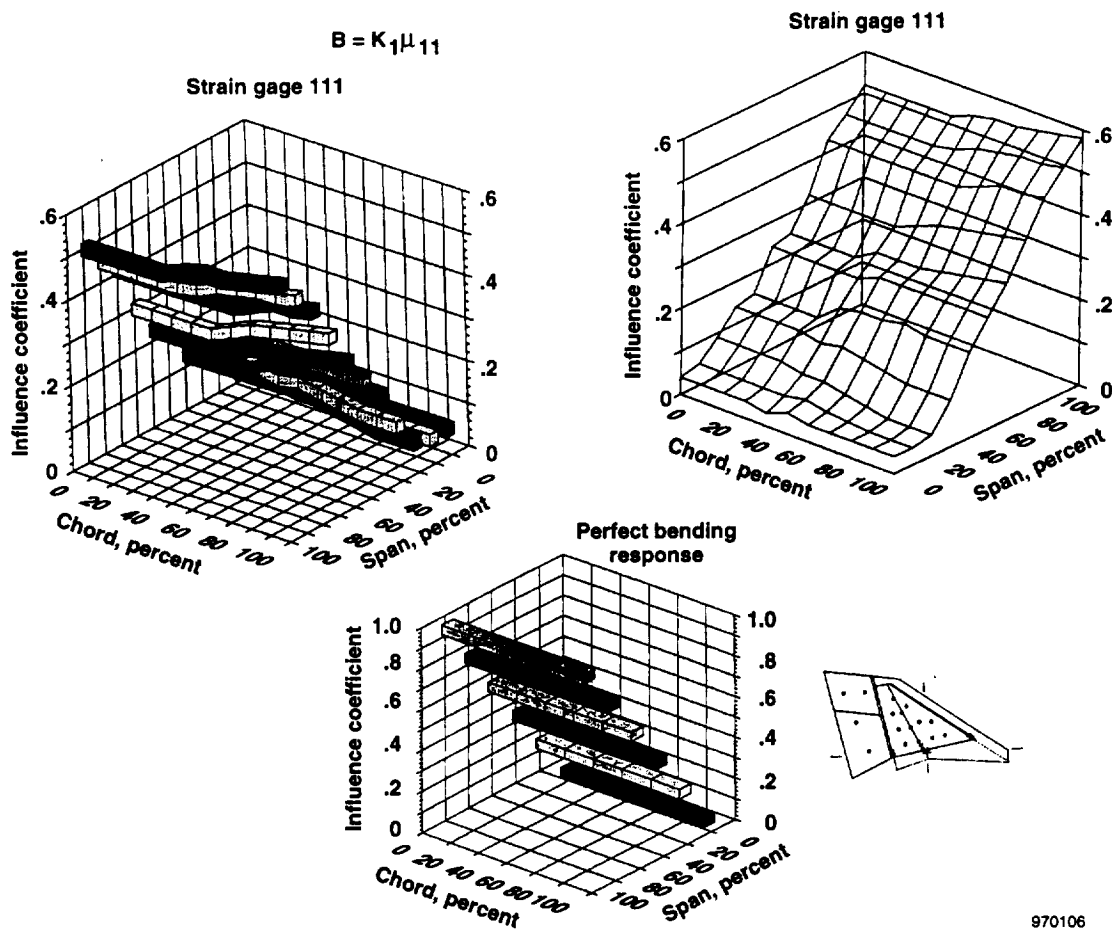 B = K₁μ₁₁
Strain gage 111
.6
.4
.2
0
Influence coefficient
.6
.4
.2
0
0 20 40 60 80 100
Chord, percent
100 80 60 40 20 0
Span, percent
Strain gage 111
.6
.4
.2
0
Influence coefficient
.6
.4
.2
0
0 20 40 60 80 100
Chord, percent
0 20 40 60 80 100
Span, percent
Perfect bending
response
1.0
.8
.6
.4
.2
0
Influence coefficient
1.0
.8
.6
.4
.2
0
0 20 40 60 80 100
Chord, percent
100 80 60 40 20 0
Span, percent
970106